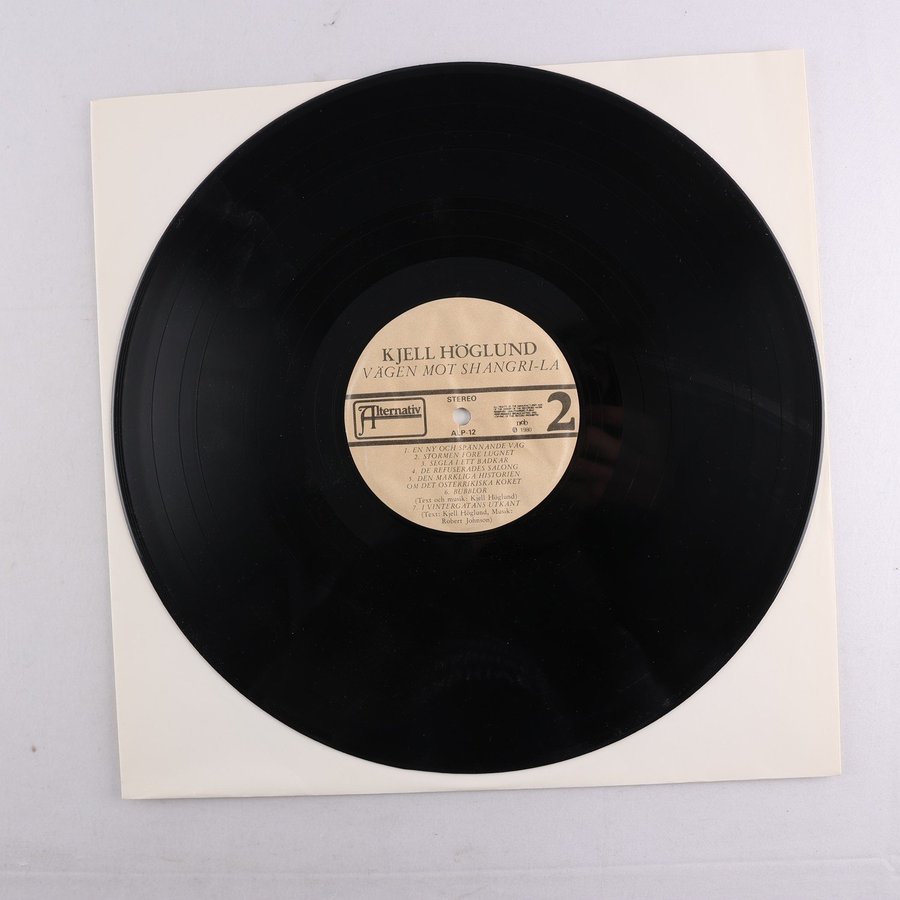 KJELL HÖGLUND
VÄGEN MOT SHANGRI-LA
Alternativ
STEREO
ALP-12
ncb
℗ 1980
2
1. EN NY OCH SPÄNNANDE VÄG
2. STORMEN FÖRE LUGNET
3. SEGLA I ETT BADKAR
4. DE REFUSERADES SALONG
5. DEN MÄRKLIGA HISTORIEN
OM DET ÖSTERRIKISKA KÖKET
6. BUBBLOR
(Text och musik: Kjell Höglund)
7. I VINTERGATANS UTKANT
(Text: Kjell Höglund, Musik:
Robert Johnson)